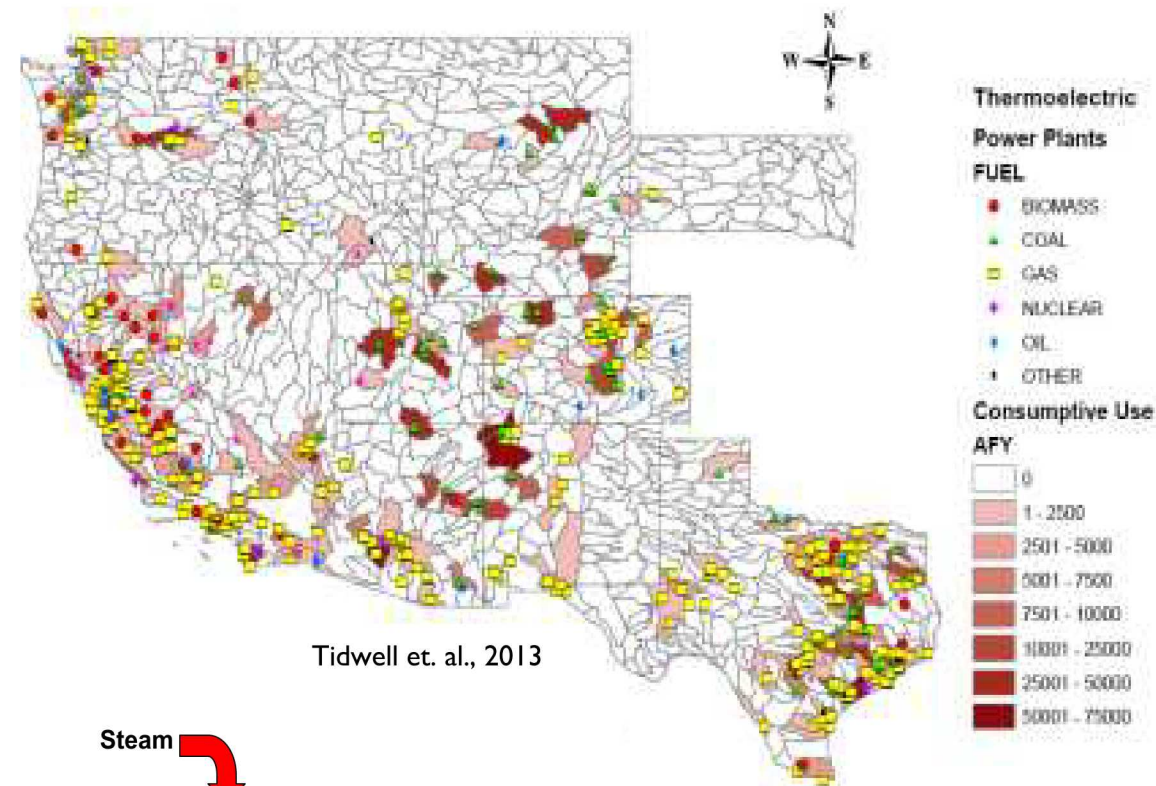 N
W E
S
Thermoelectric
Power Plants
FUEL
BIOMASS
COAL
GAS
NUCLEAR
OIL
OTHER
Consumptive Use
AFY
0
1 - 2500
2501 - 5000
5001 - 7500
7501 - 10000
10001 - 25000
25001 - 50000
50001 - 75000
Tidwell et. al., 2013
Steam